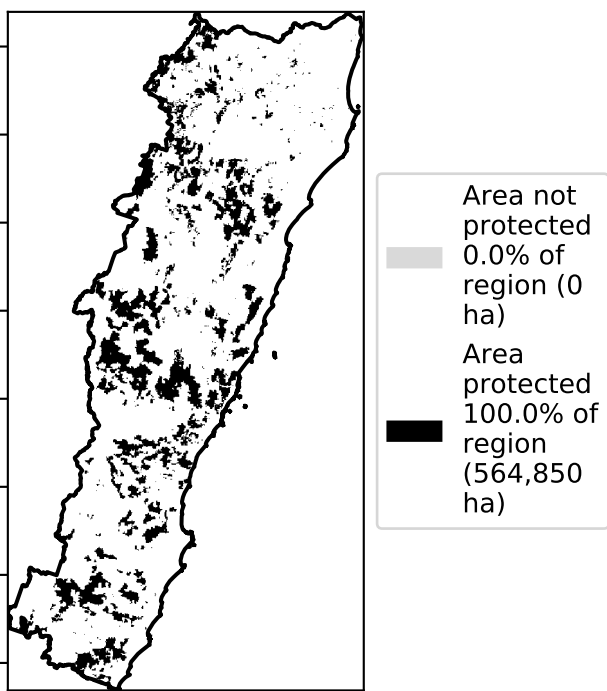 Area not
protected
0.0% of
region (0
ha)
Area
protected
100.0% of
region
(564,850
ha)